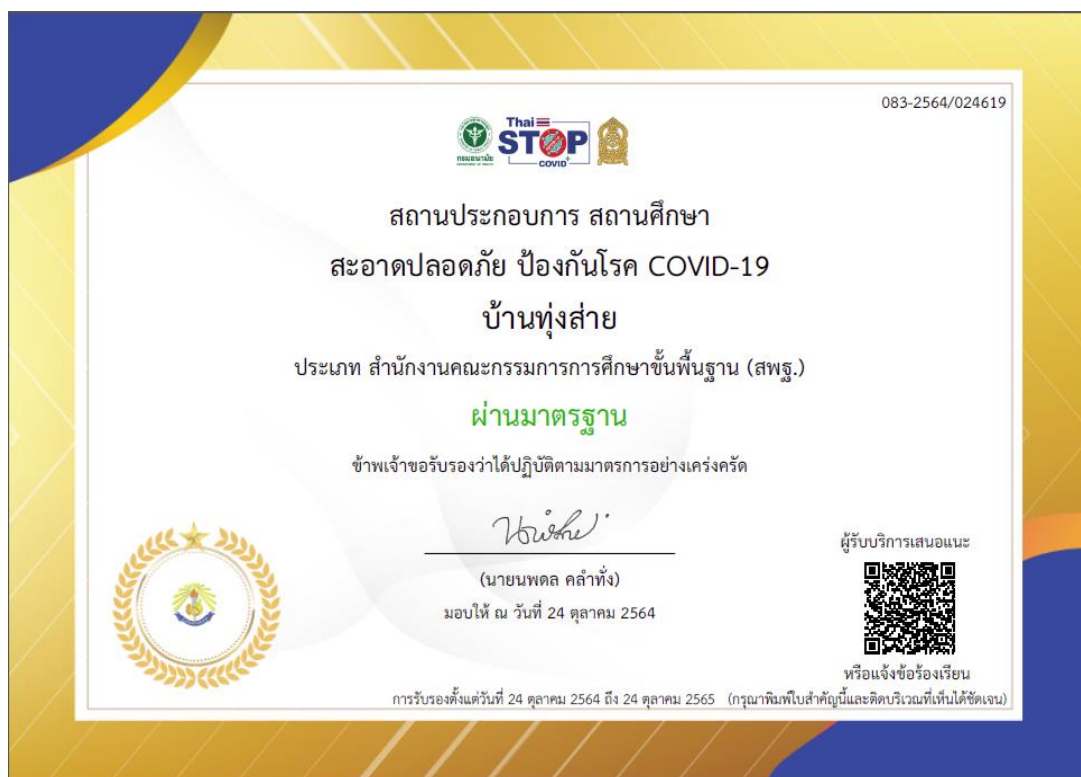 083-2564/024619
กรมอนามัย
Thai
STOP
COVID
สถานประกอบการ สถานศึกษา
สะอาดปลอดภัย ป้องกันโรค COVID-19
บ้านทุ่งส่าย
ประเภท สำนักงานคณะกรรมการการศึกษาขั้นพื้นฐาน (สพฐ.)
ผ่านมาตรฐาน
ข้าพเจ้าขอรับรองว่าได้ปฏิบัติตามมาตรการอย่างเคร่งครัด
(นายนพดล คลำทั่ง)
มอบให้ ณ วันที่ 24 ตุลาคม 2564
ผู้รับบริการเสนอแนะ
หรือแจ้งข้อร้องเรียน
การรับรองตั้งแต่วันที่ 24 ตุลาคม 2564 ถึง 24 ตุลาคม 2565 (กรุณาพิมพ์ใบสำคัญนี้และติดบริเวณที่เห็นได้ชัดเจน)